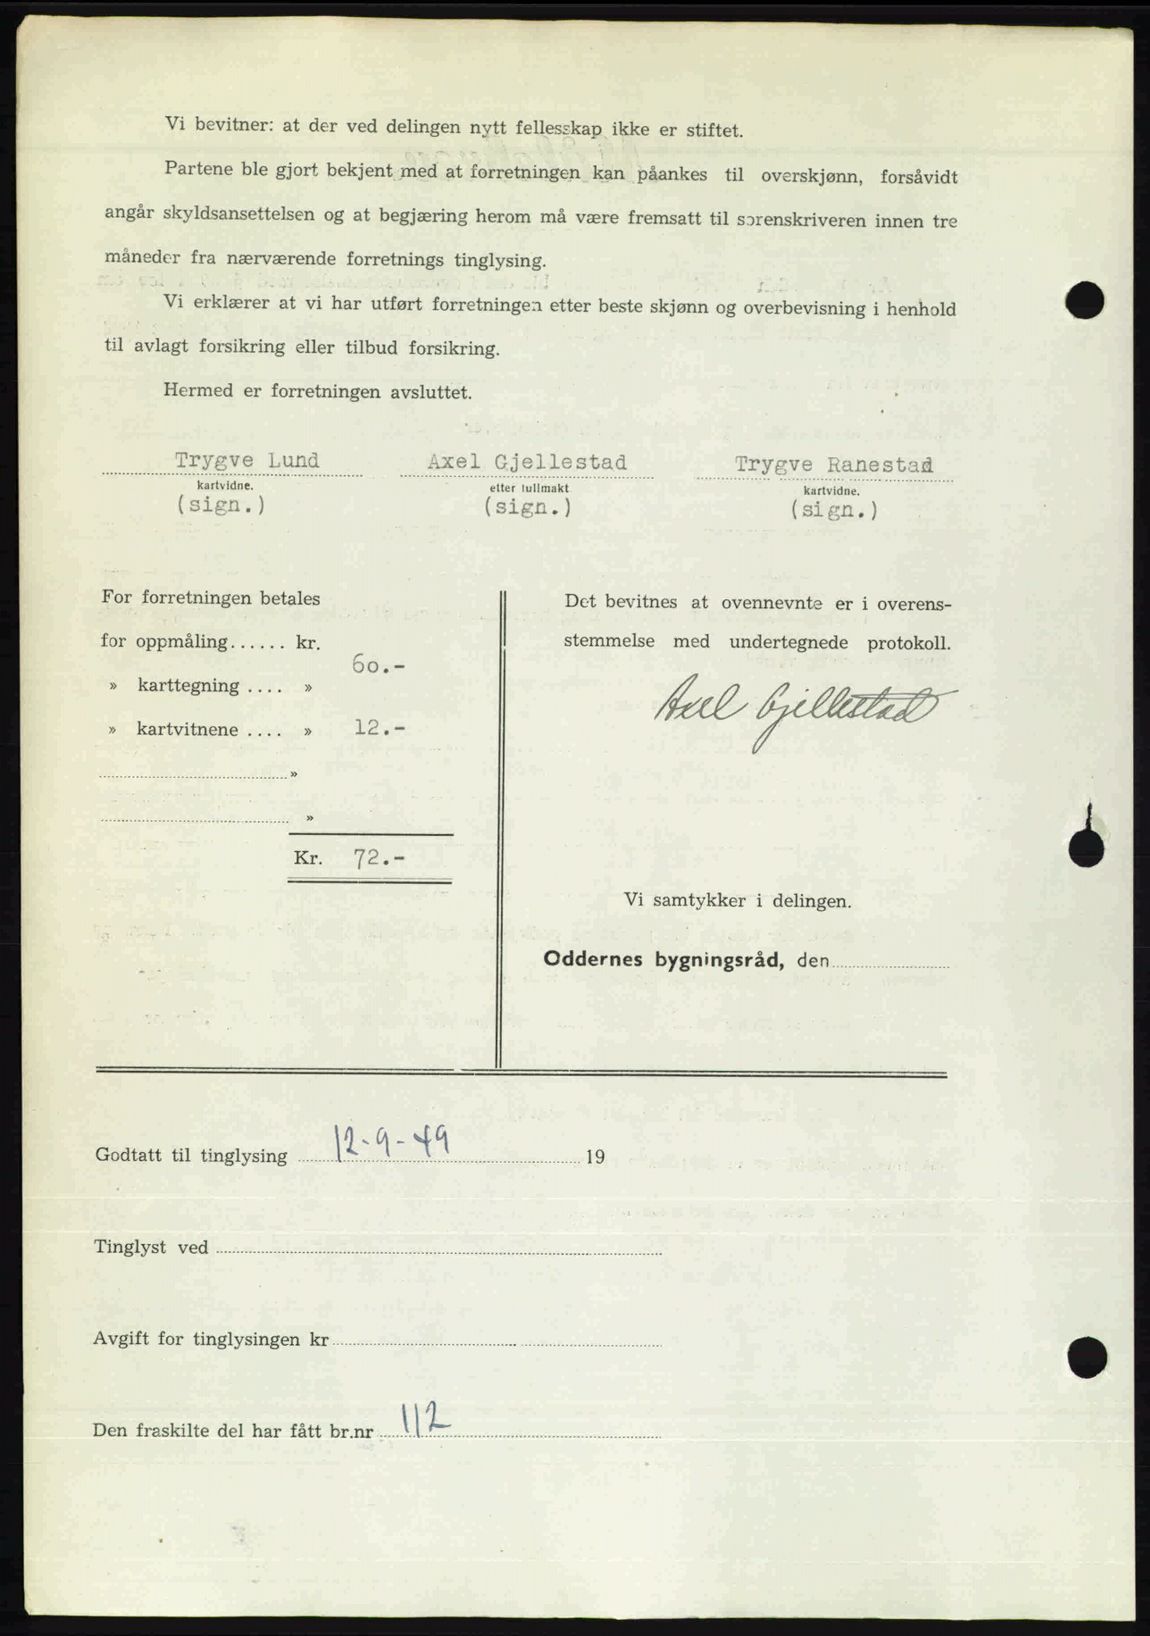 Vi bevitner: at der ved delingen nytt fellesskap ikke er stiftet.
Partene ble gjort bekjent med at forretningen kan påankes til overskjønn, forsåvidt
angår skyldsansettelsen og at begjæring herom må være fremsatt til sorenskriveren innen tre
måneder fra nærværende forretnings tinglysing.
Vi erklærer at vi har utført forretningen etter beste skjønn og overbevisning i henhold
til avlagt forsikring eller tilbud forsikring.
Hermed er forretningen avsluttet.
Trygve Lund Axel Gjellestad Trygve Ranestad
kartvidne. etter fullmakt kartvidne.
(sign.) (sign.) (sign.)
For forretningen betales
for oppmåling...... kr.
60.-
» karttegning .... »
» kartvitnene .... » 12.-
»
»
Kr. 72.-
Det bevitnes at ovennevnte er i overens-
stemmelse med undertegnede protokoll.
Axel Gjellestad
Vi samtykker i delingen.
Oddernes bygningsråd, den
Godtatt til tinglysing 12-9-49 19
Tinglyst ved
Avgift for tinglysingen kr
Den fraskilte del har fått br.nr 112